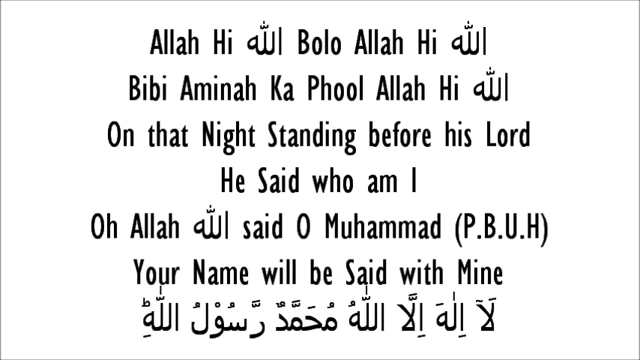 Allah Hi الله Bolo Allah Hi الله
Bibi Aminah Ka Phool Allah Hi الله
On that Night Standing before his Lord
He Said who am I
Oh Allah الله said O Muhammad (P.B.U.H)
Your Name will be Said with Mine
لَآ اِلٰهَ اِلَّا اللّٰهُ مُحَمَّدٌ رَّسُوْلُ اللّٰهِؕ